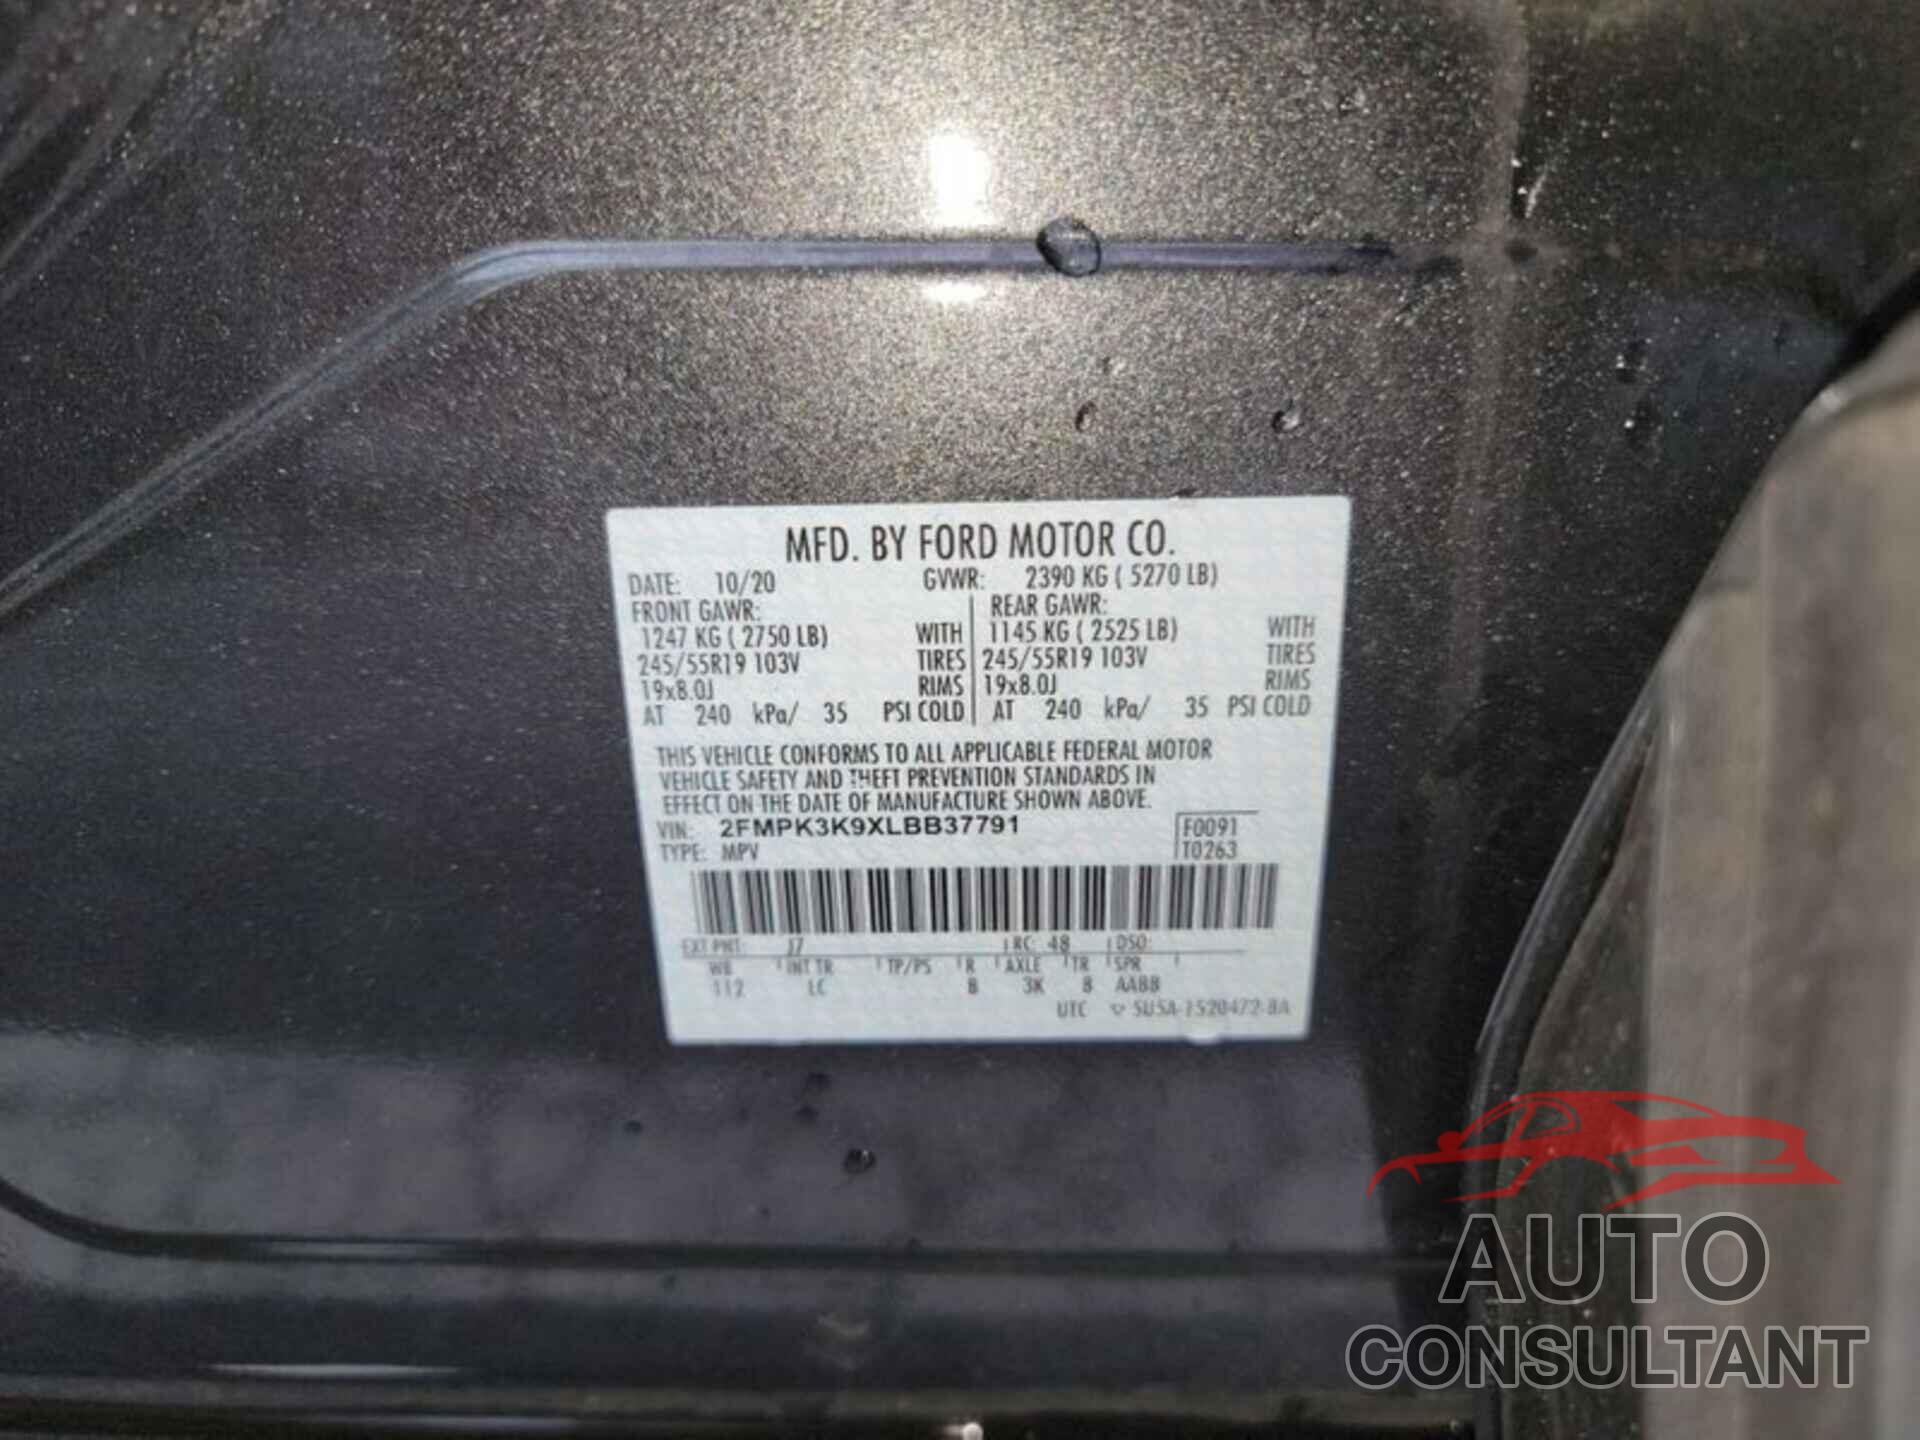 MFD. BY FORD MOTOR CO.
DATE: 10/20 GVWR: 2390 KG ( 5270 LB)
FRONT GAWR: REAR GAWR:
1247 KG ( 2750 LB) WITH 1145 KG ( 2525 LB) WITH
245/55R19 103V TIRES 245/55R19 103V TIRES
19x8.0J RIMS 19x8.0J RIMS
AT 240 kPa/ 35 PSI COLD AT 240 kPa/ 35 PSI COLD
THIS VEHICLE CONFORMS TO ALL APPLICABLE FEDERAL MOTOR
VEHICLE SAFETY AND THEFT PREVENTION STANDARDS IN
EFFECT ON THE DATE OF MANUFACTURE SHOWN ABOVE.
VIN: 2FMPK3K9XLBB37791 F0091
TYPE: MPV T0263
EXT PNT: J7 RC: 48 DSO:
WB INT TR TP/PS R AXLE TR SPR
112 LC B 3K 8 AABB
UTC
AUTO
CONSULTANT